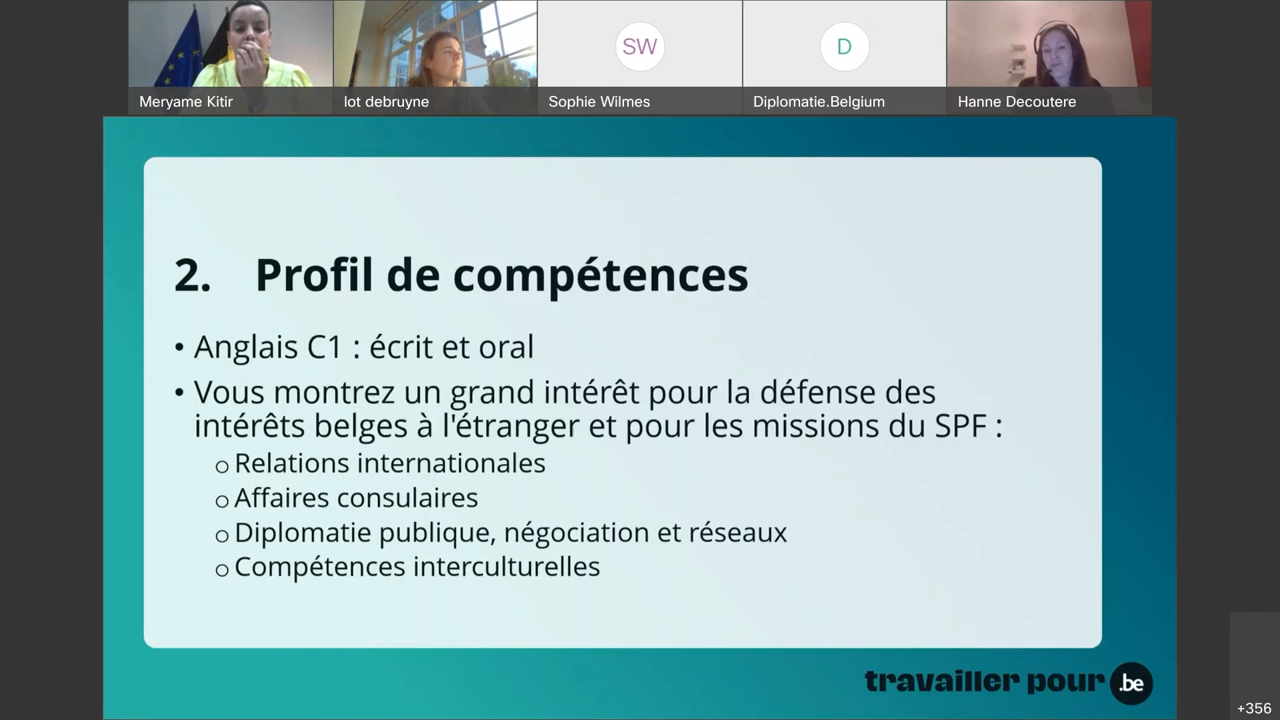 Meryame Kitir
lot debruyne
SW
Sophie Wilmes
D
Diplomatie.Belgium
Hanne Decoutere
2. Profil de compétences
• Anglais C1 : écrit et oral
• Vous montrez un grand intérêt pour la défense des
intérêts belges à l'étranger et pour les missions du SPF :
o Relations internationales
o Affaires consulaires
o Diplomatie publique, négociation et réseaux
o Compétences interculturelles
travailler pour .be
+356